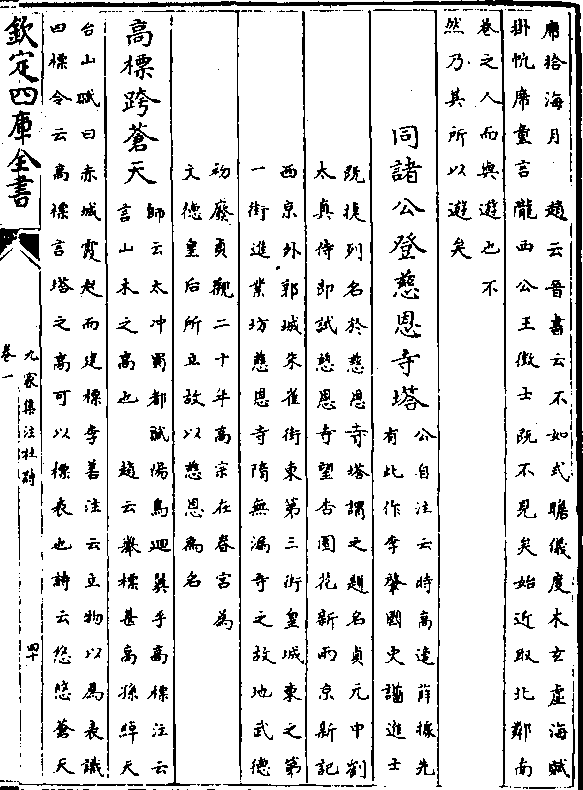 席拾海月　趙云晉書云不如式瞻儀度木玄虛海賦
掛帆席重言隴西公王徵士既不見矣始近取北鄰南
巷之人而與遊也不
然乃其所以遊矣
同諸公登慈恩寺塔
公自注云時高適薛據先
有此作李肇國史謂進士
既捷列名於慈恩寺塔謂之題名貞元中劉
太真侍郎試慈恩寺望杏園花新兩京新記
西京外郭城朱雀街東第三街皇城東之第
一街進業坊慈恩寺隋無漏寺之故地武德
初廢貞觀二十年高宗在春宮為
文德皇后所立故以慈恩為名
高標跨蒼天
師云太沖蜀都賦陽鳥迴翼乎高標注云
言山木之高也　趙云嚴標甚高孫綽天
台山賦曰赤城霞起而建標李善注云立物以為表識
四標令云高標言塔之高可以標表也詩云悠悠蒼天
欽定四庫全書
九家集注杜詩
卷一
四十